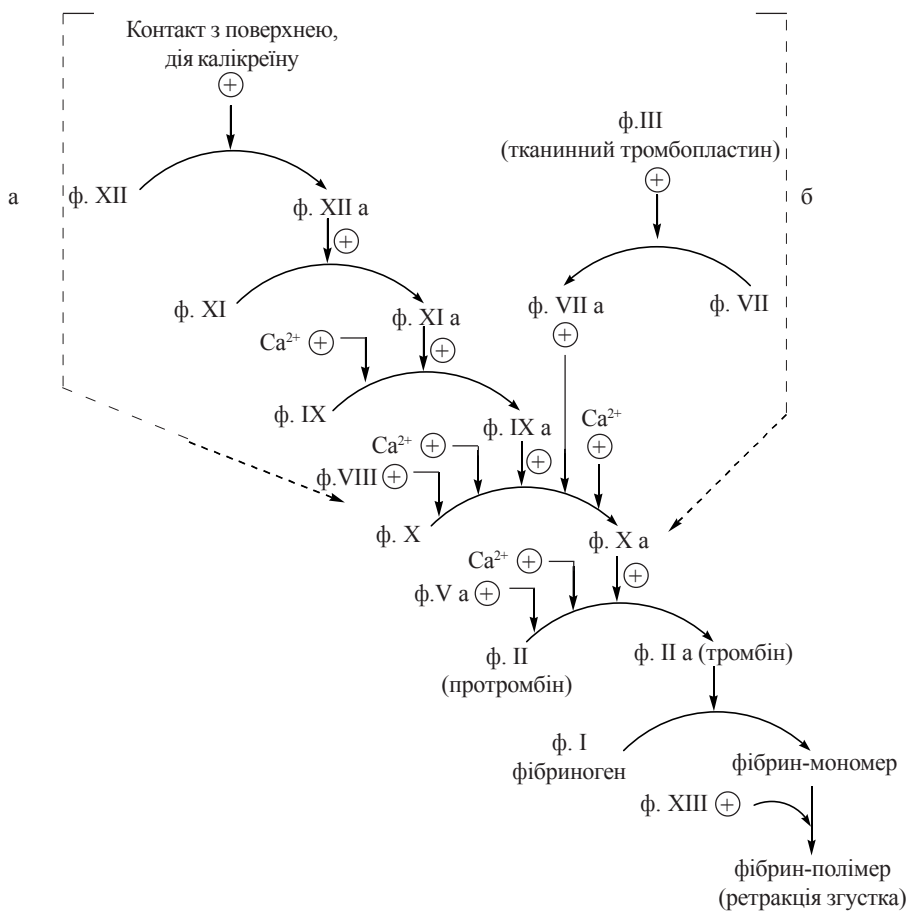 Контакт з поверхнею,
дія калікреїну
+
ф.III
(тканинний тромбопластин)
+
а
ф. XII
ф. XII а
+
б
ф. XI
ф. XI а
+
ф. VII а
+
ф. VII
Ca²⁺ +
ф. IX
ф. IX а
+
Ca²⁺
+
Ca²⁺ +
ф.VIII +
ф. X
ф. X а
+
Ca²⁺ +
ф.V а +
ф. II
(протромбін)
ф. II а (тромбін)
ф. I
фібриноген
фібрин-мономер
ф. XIII +
фібрин-полімер
(ретракція згустка)